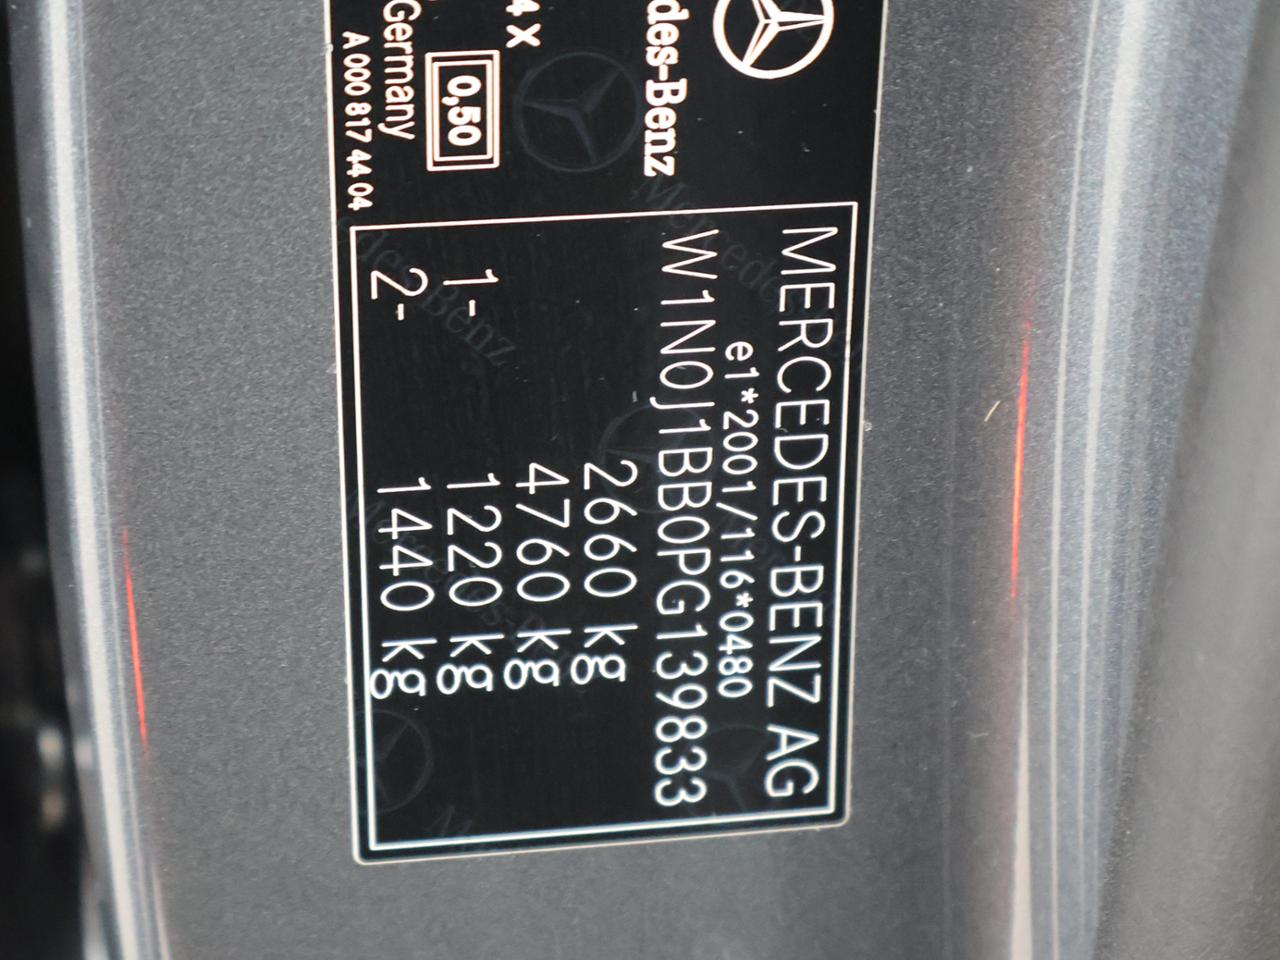 des-Benz
4 X
0,50
Germany
A 000 817 44 04
MERCEDES-BENZ AG
e1*2001/116*0480
W1N0J1BB0PG139833
2660 kg
4760 kg
1- 1220 kg
2- 1440 kg